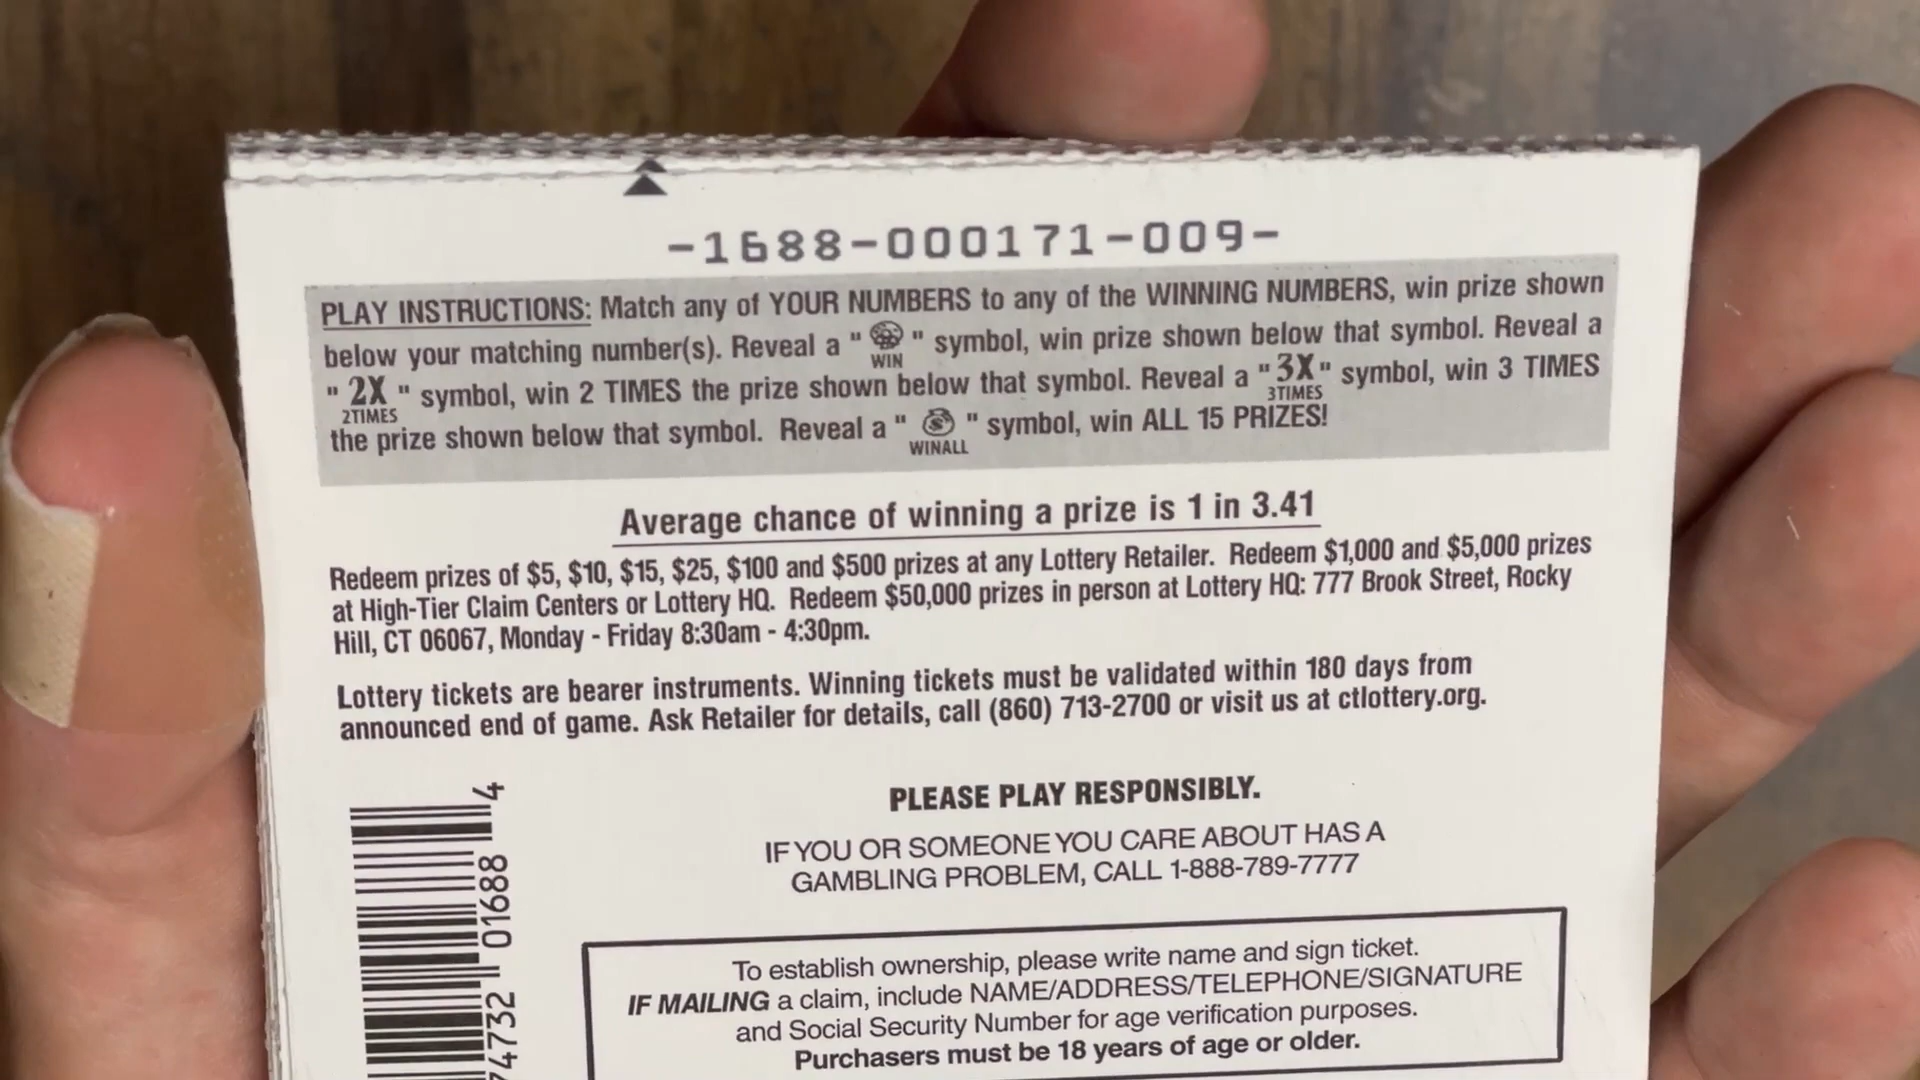 -1688-000171-009-
PLAY INSTRUCTIONS: Match any of YOUR NUMBERS to any of the WINNING NUMBERS, win prize shown
below your matching number(s). Reveal a " WIN " symbol, win prize shown below that symbol. Reveal a
" 2X 2TIMES " symbol, win 2 TIMES the prize shown below that symbol. Reveal a " 3X 3TIMES " symbol, win 3 TIMES
the prize shown below that symbol. Reveal a " WINALL " symbol, win ALL 15 PRIZES!
Average chance of winning a prize is 1 in 3.41
Redeem prizes of $5, $10, $15, $25, $100 and $500 prizes at any Lottery Retailer. Redeem $1,000 and $5,000 prizes
at High-Tier Claim Centers or Lottery HQ. Redeem $50,000 prizes in person at Lottery HQ: 777 Brook Street, Rocky
Hill, CT 06067, Monday - Friday 8:30am - 4:30pm.
Lottery tickets are bearer instruments. Winning tickets must be validated within 180 days from
announced end of game. Ask Retailer for details, call (860) 713-2700 or visit us at ctlottery.org.
PLEASE PLAY RESPONSIBLY.
IF YOU OR SOMEONE YOU CARE ABOUT HAS A
GAMBLING PROBLEM, CALL 1-888-789-7777
To establish ownership, please write name and sign ticket.
IF MAILING a claim, include NAME/ADDRESS/TELEPHONE/SIGNATURE
and Social Security Number for age verification purposes.
Purchasers must be 18 years of age or older.
74732 01688 4